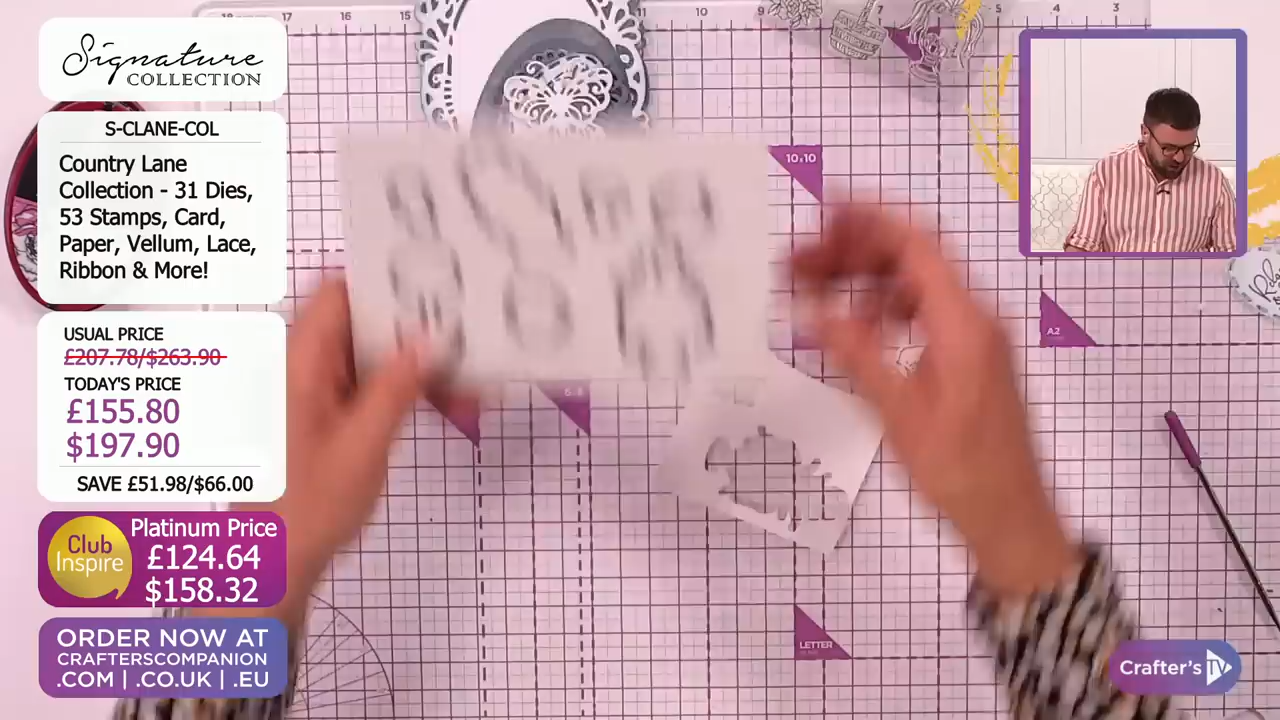 Signature
COLLECTION
S-CLANE-COL
Country Lane
Collection - 31 Dies,
53 Stamps, Card,
Paper, Vellum, Lace,
Ribbon & More!
USUAL PRICE
£207.78/$263.90
TODAY'S PRICE
£155.80
$197.90
SAVE £51.98/$66.00
Club
Inspire
Platinum Price
£124.64
$158.32
ORDER NOW AT
CRAFTERSCOMPANION
.COM | .CO.UK | .EU
17 16 15 10 7 4 3
10x10
A2
LETTER
Crafter's TV